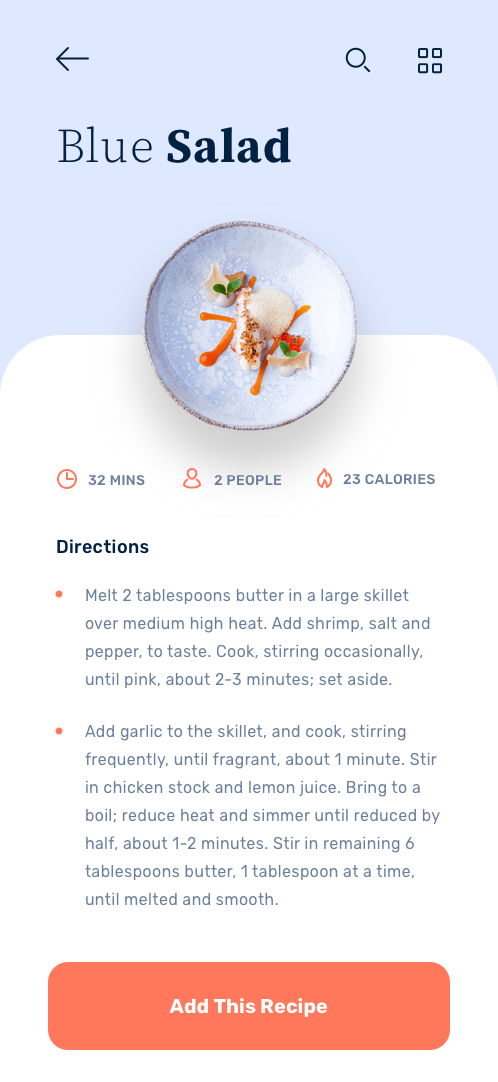 Blue Salad
32 MINS 2 PEOPLE 23 CALORIES
Directions
Melt 2 tablespoons butter in a large skillet
over medium high heat. Add shrimp, salt and
pepper, to taste. Cook, stirring occasionally,
until pink, about 2-3 minutes; set aside.
Add garlic to the skillet, and cook, stirring
frequently, until fragrant, about 1 minute. Stir
in chicken stock and lemon juice. Bring to a
boil; reduce heat and simmer until reduced by
half, about 1-2 minutes. Stir in remaining 6
tablespoons butter, 1 tablespoon at a time,
until melted and smooth.
Add This Recipe